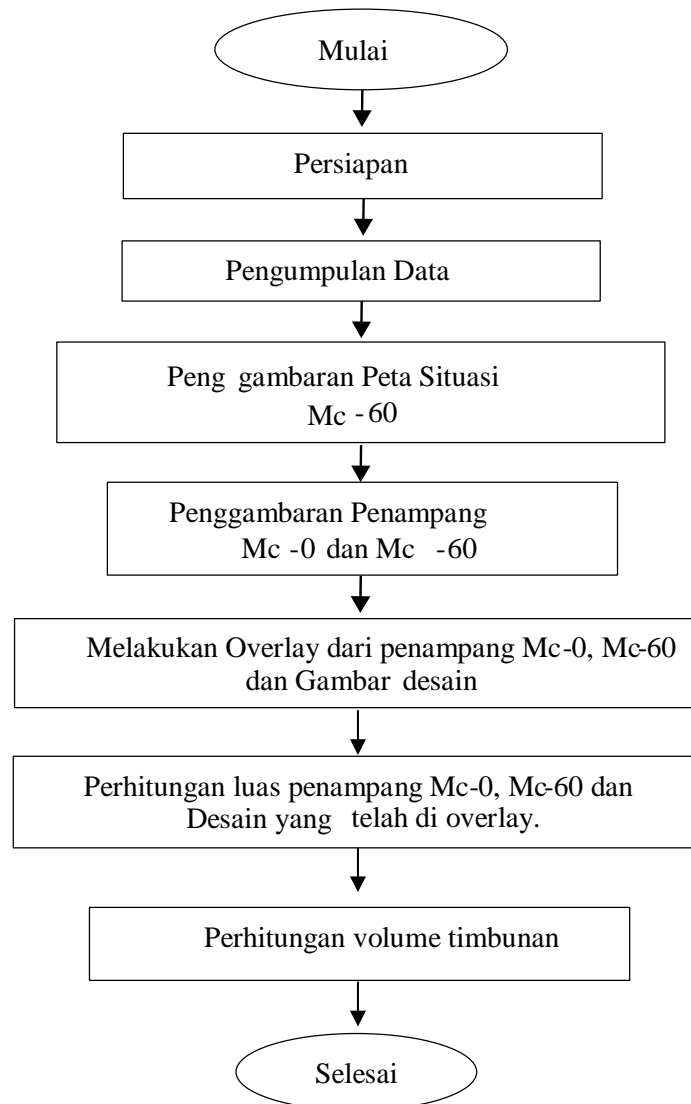 Mulai
Persiapan
Pengumpulan Data
Peng gambaran Peta Situasi
Mc - 60
Penggambaran Penampang
Mc -0 dan Mc -60
Melakukan Overlay dari penampang Mc-0, Mc-60
dan Gambar desain
Perhitungan luas penampang Mc-0, Mc-60 dan
Desain yang telah di overlay.
Perhitungan volume timbunan
Selesai